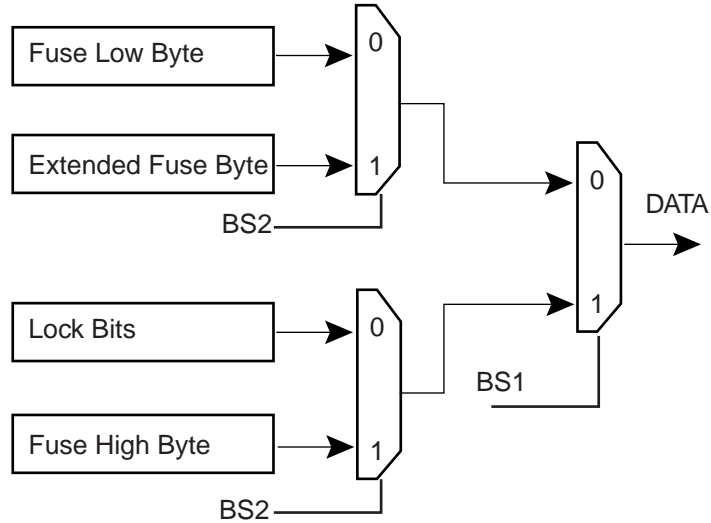 Fuse Low Byte
0
Extended Fuse Byte
1
BS2
0
DATA
Lock Bits
0
1
BS1
Fuse High Byte
1
BS2